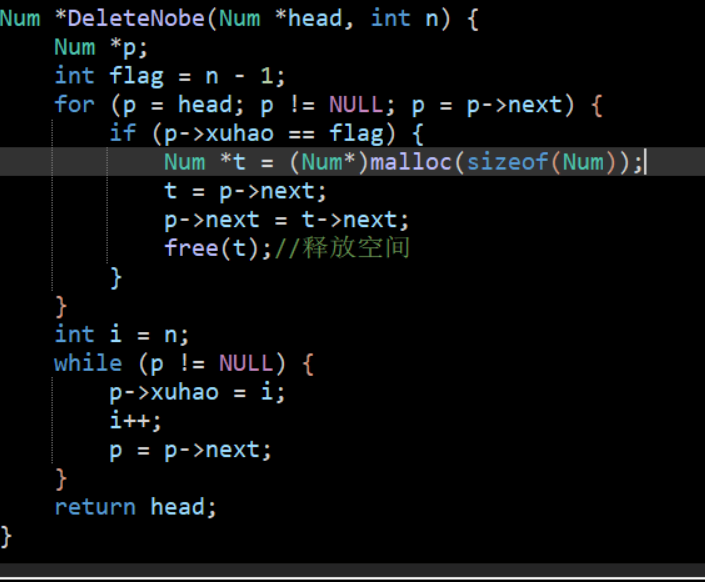 Num *DeleteNobe(Num *head, int n) {
    Num *p;
    int flag = n - 1;
    for (p = head; p != NULL; p = p->next) {
        if (p->xuhao == flag) {
            Num *t = (Num*)malloc(sizeof(Num));
            t = p->next;
            p->next = t->next;
            free(t);//释放空间
        }
    }
    int i = n;
    while (p != NULL) {
        p->xuhao = i;
        i++;
        p = p->next;
    }
    return head;
}